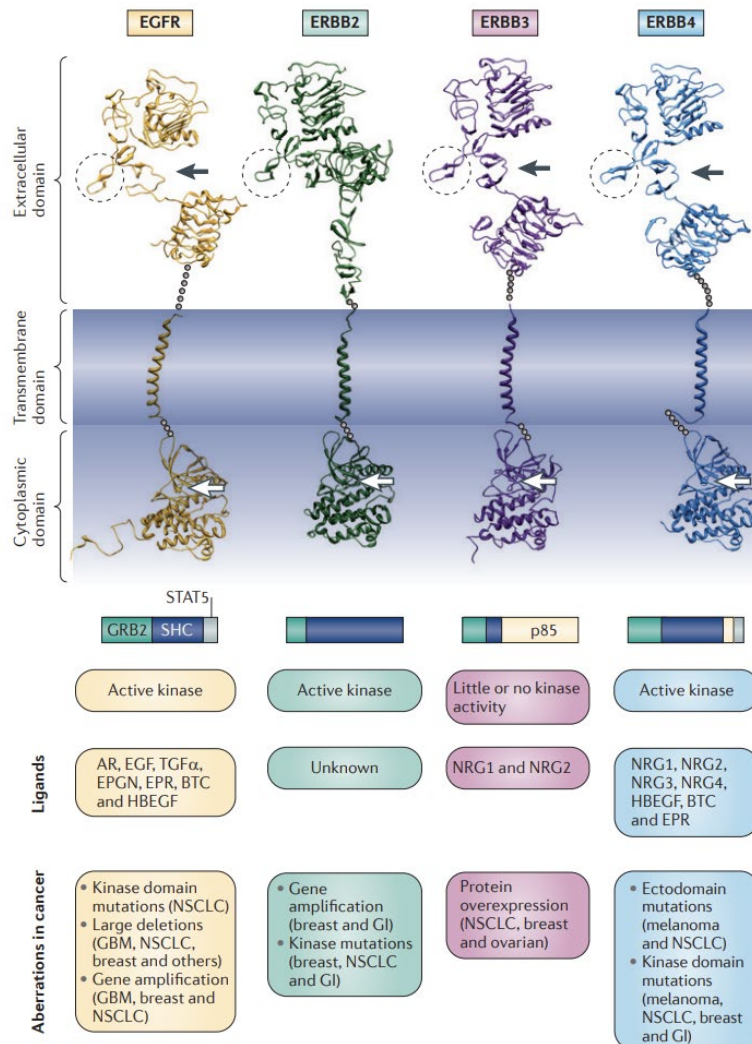 EGFR
ERBB2
ERBB3
ERBB4
Extracellular
domain
Transmembrane
domain
Cytoplasmic
domain
STAT5
GRB2
SHC
p85
Active kinase
Active kinase
Little or no kinase
activity
Active kinase
Ligands
AR, EGF, TGFα,
EPGN, EPR, BTC
and HBEGF
Unknown
NRG1 and NRG2
NRG1, NRG2,
NRG3, NRG4,
HBEGF, BTC
and EPR
Aberrations in cancer
• Kinase domain
mutations (NSCLC)
• Large deletions
(GBM, NSCLC,
breast and others)
• Gene amplification
(GBM, breast and
NSCLC)
• Gene
amplification
(breast and GI)
• Kinase mutations
(breast, NSCLC
and GI)
Protein
overexpression
(NSCLC, breast
and ovarian)
• Ectodomain
mutations
(melanoma
and NSCLC)
• Kinase domain
mutations
(melanoma,
NSCLC, breast
and GI)